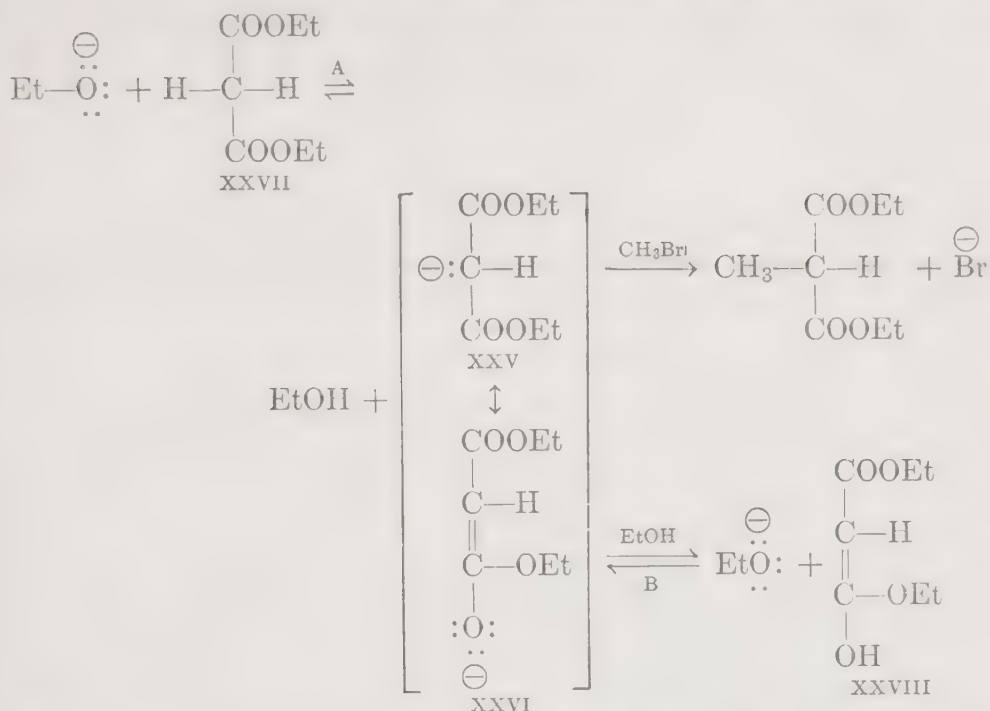 ⊖
COOEt
Et—O: + H—C—H ⇌ A
COOEt
XXVII
COOEt
⊖:C—H
COOEt
XXV
CH₃Br
COOEt
CH₃—C—H + Br⊖
COOEt
EtOH +
↔
COOEt
C—H
C—OEt
:O:
⊖
XXVI
EtOH
⇌
B
⊖
EtO: +
COOEt
C—H
C—OEt
OH
XXVIII